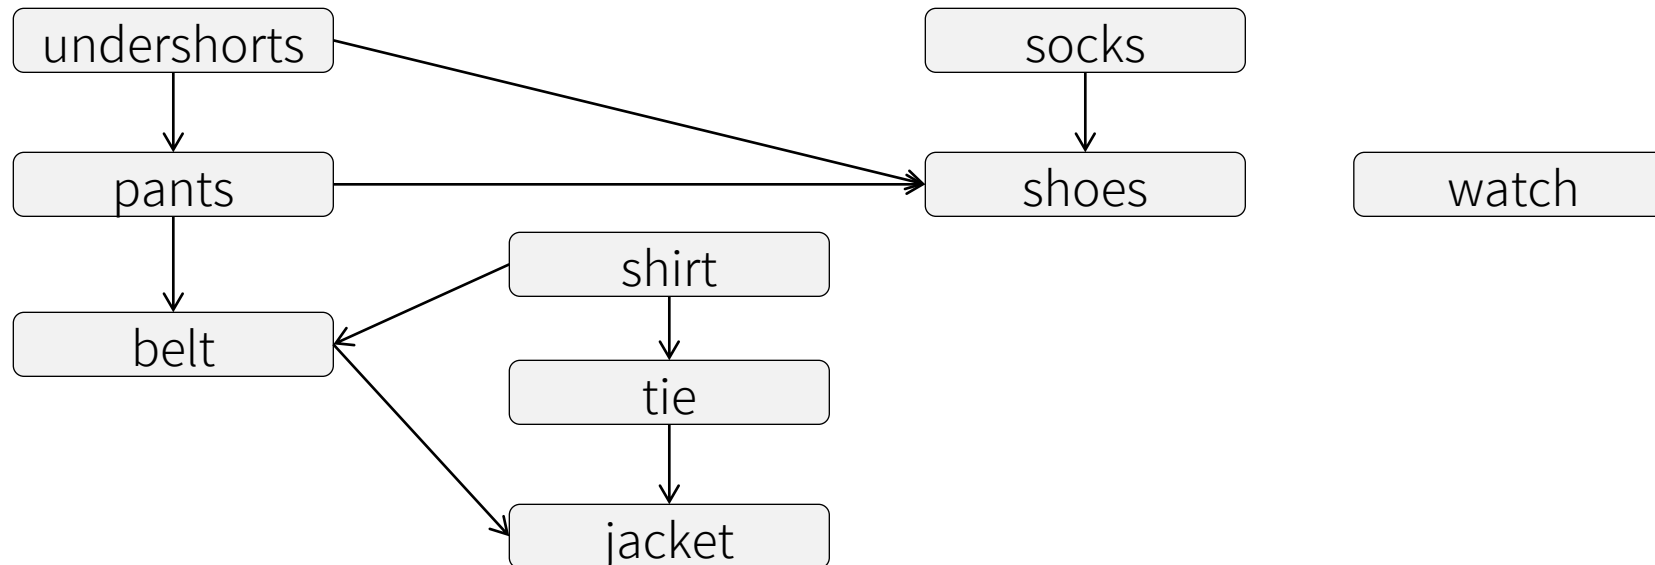 undershorts
socks
pants
shoes
watch
shirt
belt
tie
jacket